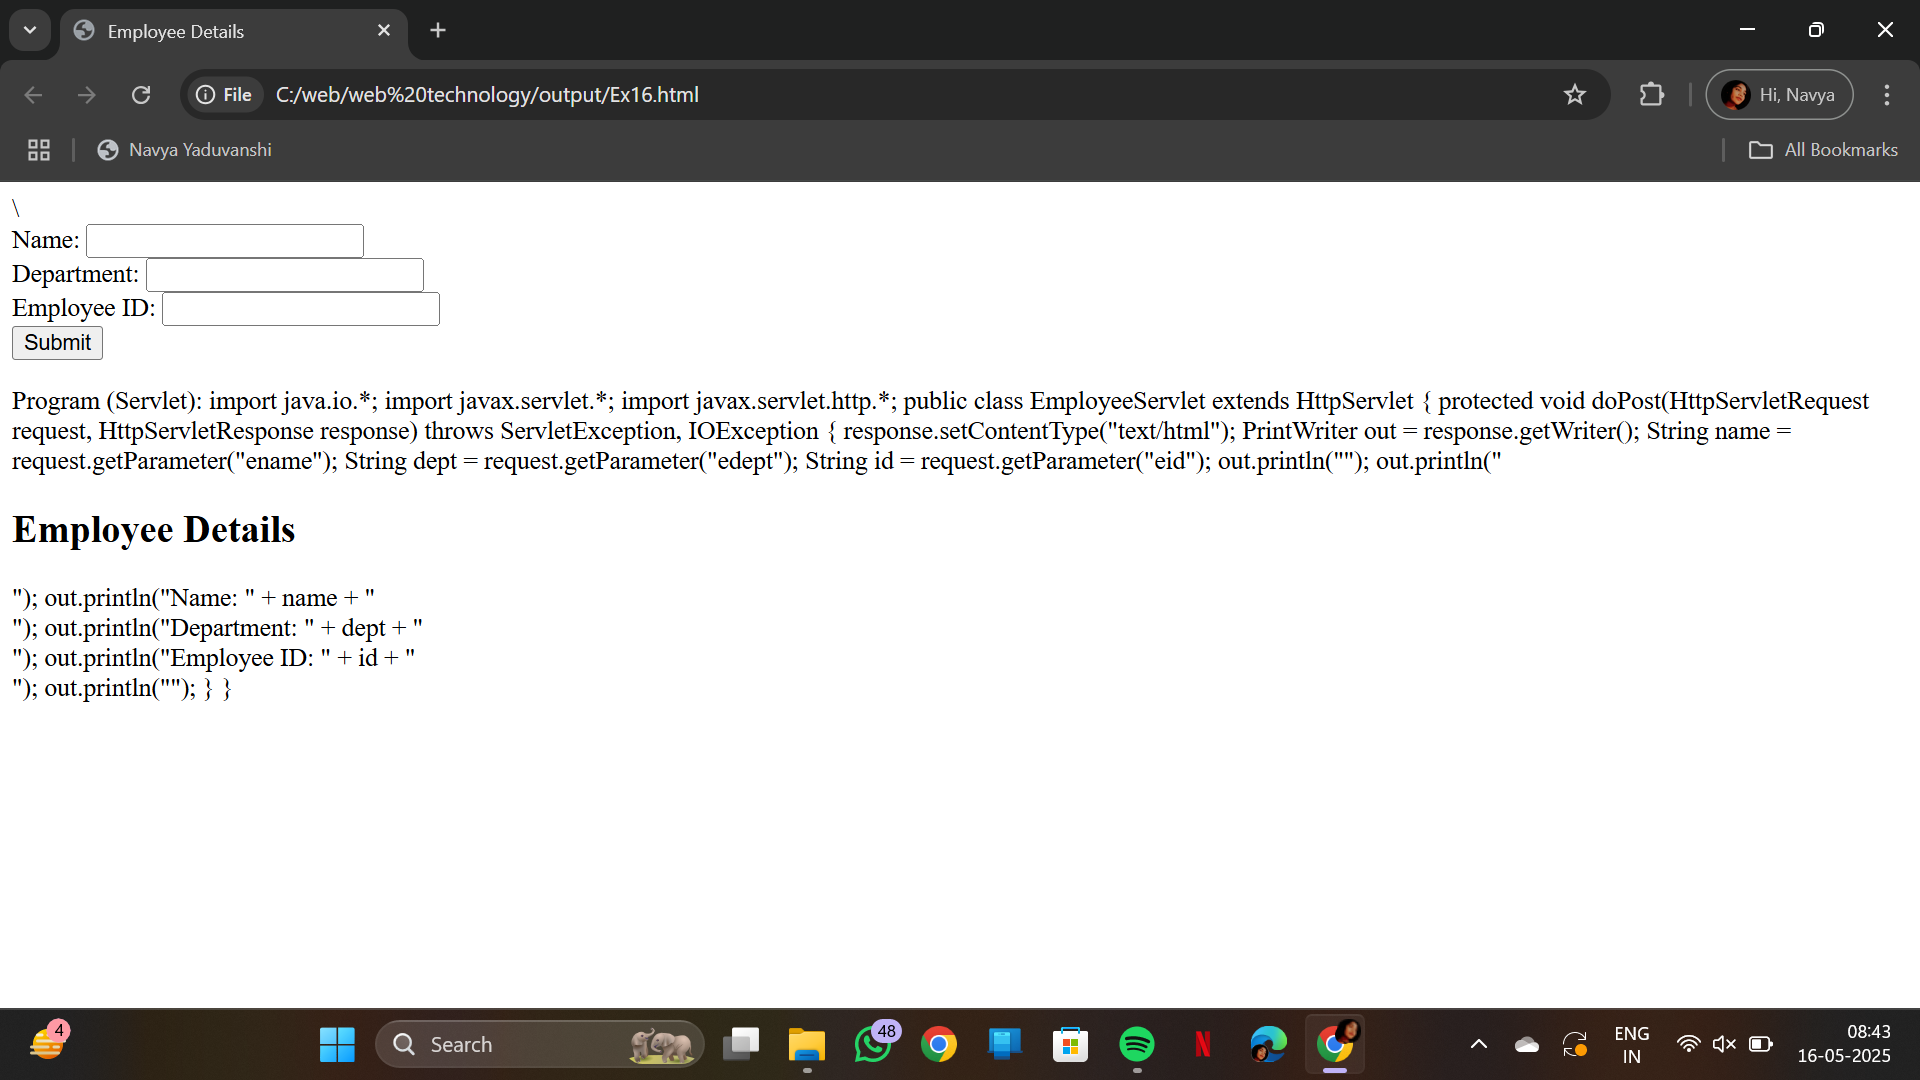 Employee Details
File
C:/web/web%20technology/output/Ex16.html
Hi, Navya
Navya Yaduvanshi
All Bookmarks
\
Name:
Department:
Employee ID:
Submit
Program (Servlet): import java.io.*; import javax.servlet.*; import javax.servlet.http.*; public class EmployeeServlet extends HttpServlet { protected void doPost(HttpServletRequest
request, HttpServletResponse response) throws ServletException, IOException { response.setContentType("text/html"); PrintWriter out = response.getWriter(); String name =
request.getParameter("ename"); String dept = request.getParameter("edept"); String id = request.getParameter("eid"); out.println(""); out.println("
Employee Details
"); out.println("Name: " + name + "
"); out.println("Department: " + dept + "
"); out.println("Employee ID: " + id + "
"); out.println(""); } }
4
Search
48
N
ENG
IN
08:43
16-05-2025